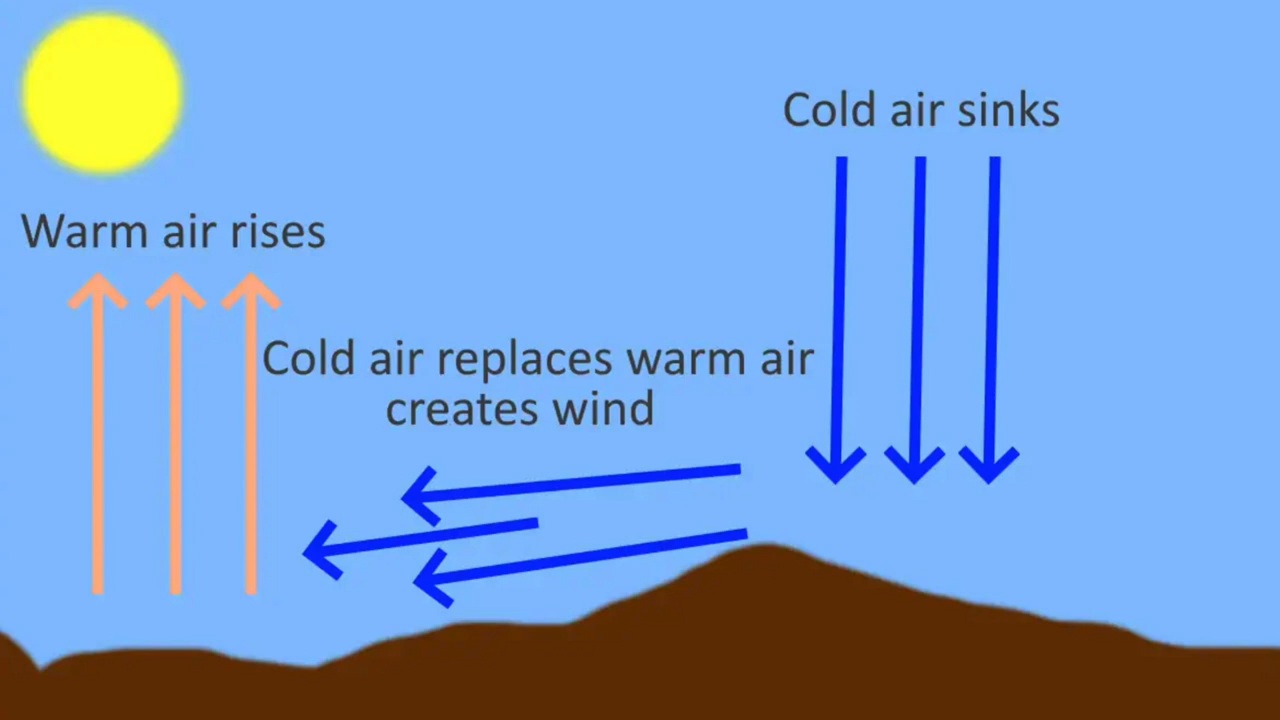 Cold air sinks
Warm air rises
Cold air replaces warm air
creates wind